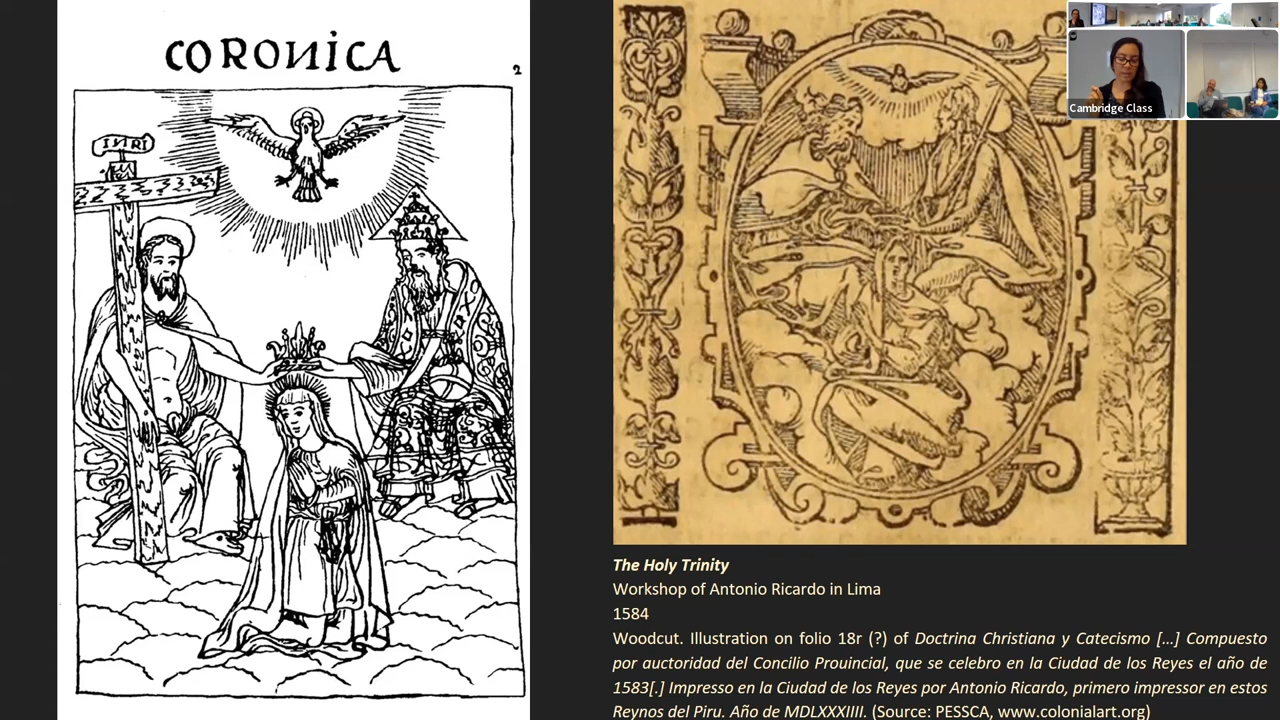 CORONICA
2
INRI
The Holy Trinity
Workshop of Antonio Ricardo in Lima
1584
Woodcut. Illustration on folio 18r (?) of Doctrina Christiana y Catecismo […] Compuesto
por auctoridad del Concilio Prouincial, que se celebro en la Ciudad de los Reyes el año de
1583[.] Impresso en la Ciudad de los Reyes por Antonio Ricardo, primero impressor en estos
Reynos del Piru. Año de MDLXXXIIII. (Source: PESSCA, www.colonialart.org)
Cambridge Class